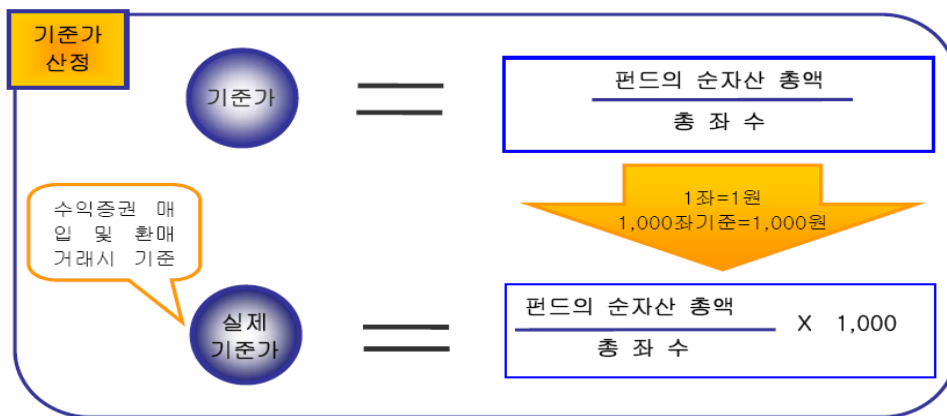 기준가
산정
기준가
펀드의 순자산 총액
총 좌 수
1좌=1원
1,000좌기준=1,000원
수익증권 매
입 및 환매
거래시 기준
실제
기준가
펀드의 순자산 총액
총 좌 수
X 1,000